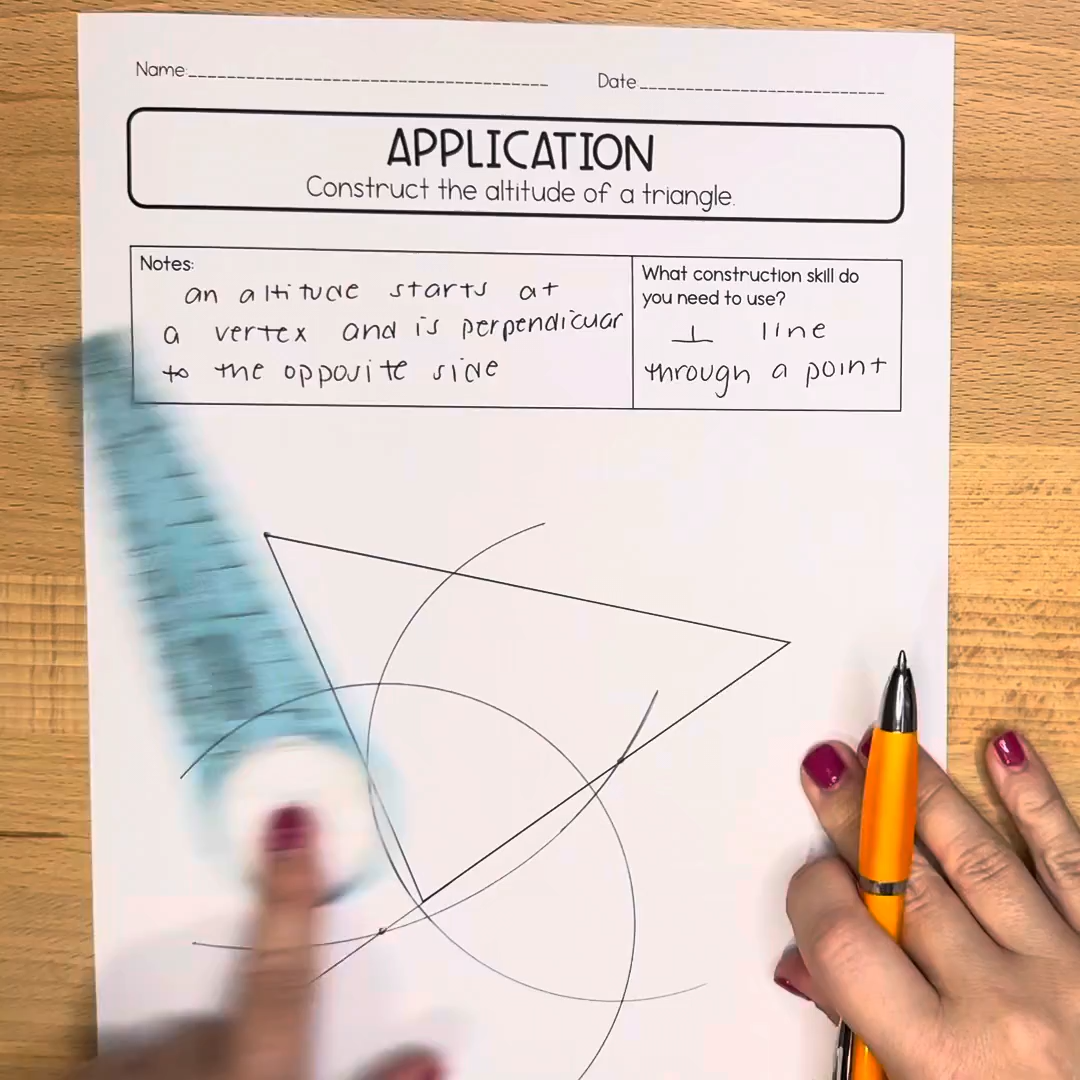 Name:
Date
APPLICATION
Construct the altitude of a triangle.
Notes:
an altitude starts at
a vertex and is perpendicular
to the opposite side
What construction skill do
you need to use?
⊥ line
through a point